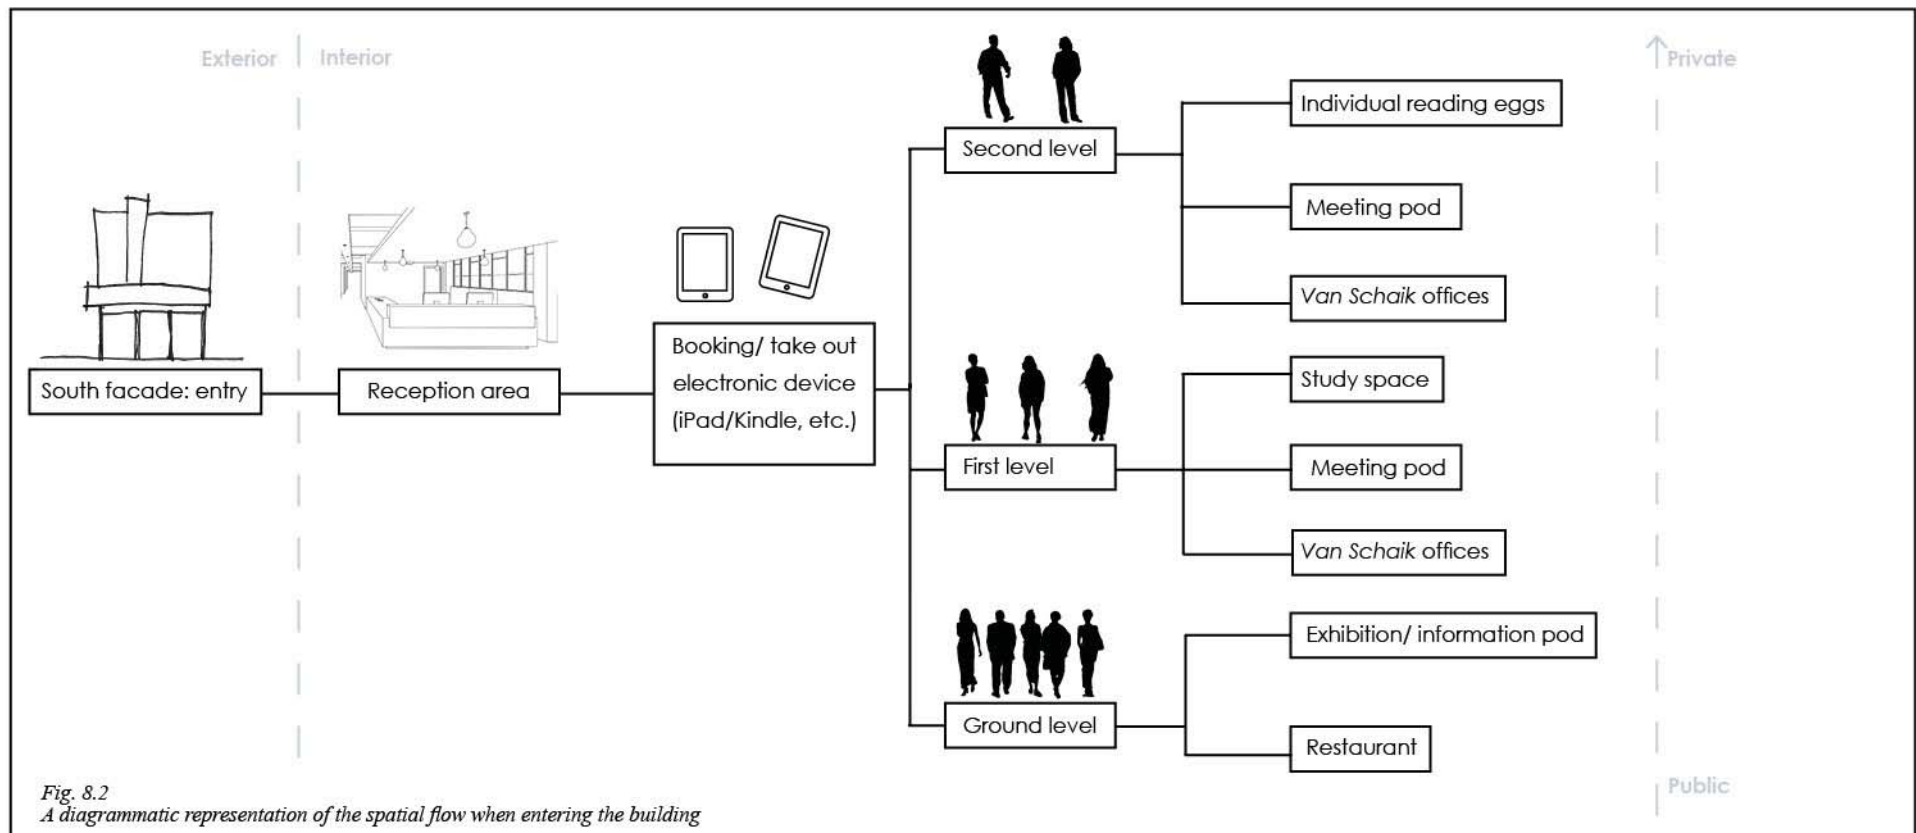 Exterior
Interior
Private
South facade: entry
Reception area
Booking/ take out
electronic device
(iPad/Kindle, etc.)
Second level
Individual reading eggs
Meeting pod
Van Schaik offices
First level
Study space
Meeting pod
Van Schaik offices
Ground level
Exhibition/ information pod
Restaurant
Public
Fig. 8.2
A diagrammatic representation of the spatial flow when entering the building